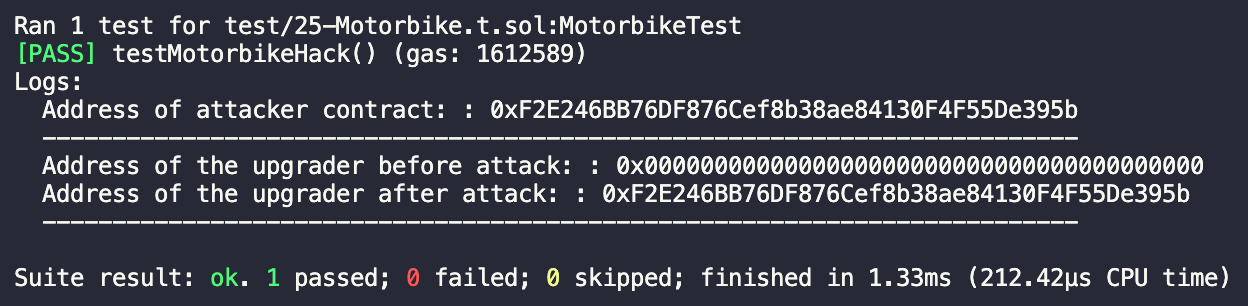 Ran 1 test for test/25-Motorbike.t.sol:MotorbikeTest
[PASS] testMotorbikeHack() (gas: 1612589)
Logs:
  Address of attacker contract: : 0xF2E246BB76DF876Cef8b38ae84130F4F55De395b
  --------------------------------------------------------------------------
  Address of the upgrader before attack: : 0x0000000000000000000000000000000000000000
  Address of the upgrader after attack: : 0xF2E246BB76DF876Cef8b38ae84130F4F55De395b
  --------------------------------------------------------------------------
Suite result: ok. 1 passed; 0 failed; 0 skipped; finished in 1.33ms (212.42µs CPU time)